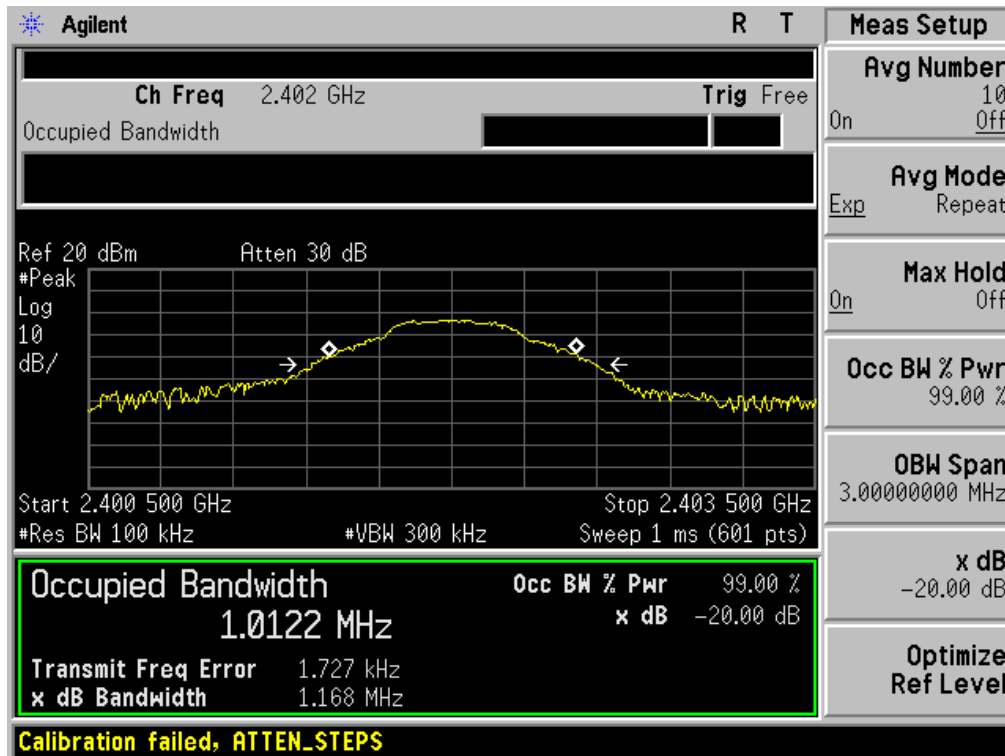 Agilent R T
Ch Freq 2.402 GHz Trig Free
Occupied Bandwidth
Ref 20 dBm Atten 30 dB
#Peak
Log
10
dB/
Start 2.400 500 GHz Stop 2.403 500 GHz
#Res BW 100 kHz #VBW 300 kHz Sweep 1 ms (601 pts)
Occupied Bandwidth
1.0122 MHz
Occ BW % Pwr 99.00 %
x dB -20.00 dB
Transmit Freq Error 1.727 kHz
x dB Bandwidth 1.168 MHz
Calibration failed, ATTEN_STEPS
Meas Setup
Avg Number
10
On Off
Avg Mode
Exp Repeat
Max Hold
On Off
Occ BW % Pwr
99.00 %
OBW Span
3.00000000 MHz
x dB
-20.00 dB
Optimize
Ref Level